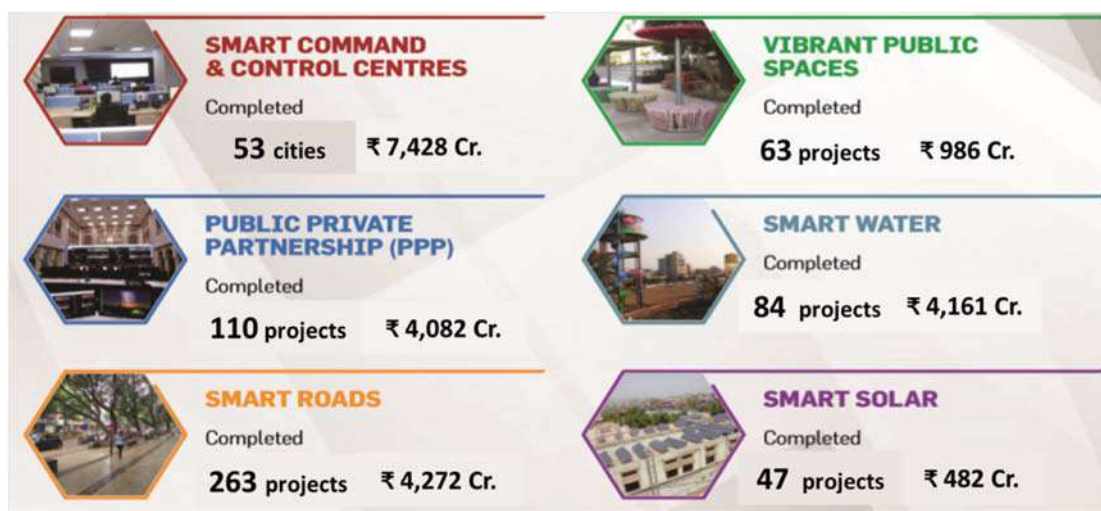 SMART COMMAND
& CONTROL CENTRES
Completed
53 cities ₹ 7,428 Cr.
VIBRANT PUBLIC
SPACES
Completed
63 projects ₹ 986 Cr.
PUBLIC PRIVATE
PARTNERSHIP (PPP)
Completed
110 projects ₹ 4,082 Cr.
SMART WATER
Completed
84 projects ₹ 4,161 Cr.
SMART ROADS
Completed
263 projects ₹ 4,272 Cr.
SMART SOLAR
Completed
47 projects ₹ 482 Cr.